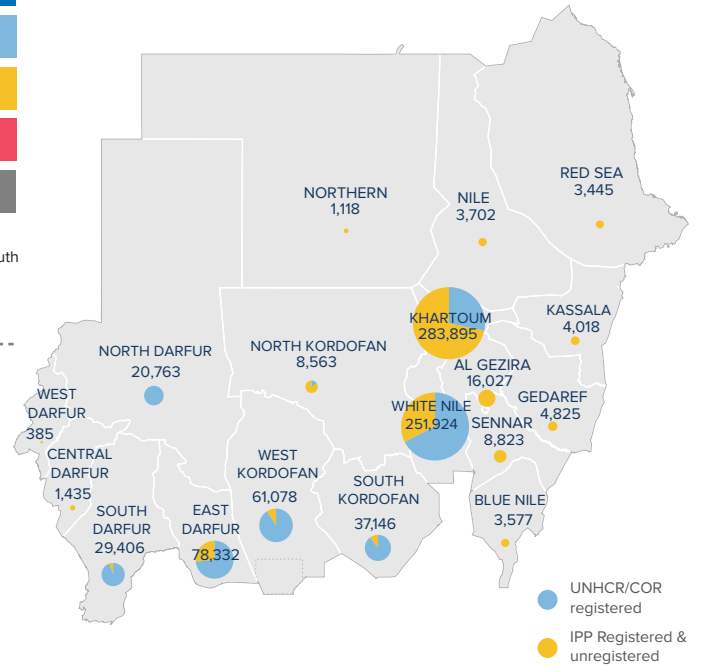 uth
NORTHERN
1,118
NILE
3,702
RED SEA
3,445
KHARTOUM
283,895
KASSALA
4,018
NORTH DARFUR
20,763
NORTH KORDOFAN
8,563
AL GEZIRA
16,027
GEDAREF
4,825
WEST
DARFUR
385
WHITE NILE
251,924
SENNAR
8,823
CENTRAL
DARFUR
1,435
WEST
KORDOFAN
61,078
SOUTH
KORDOFAN
37,146
SOUTH
DARFUR
29,406
EAST
DARFUR
78,332
BLUE NILE
3,577
UNHCR/COR
registered
IPP Registered &
unregistered